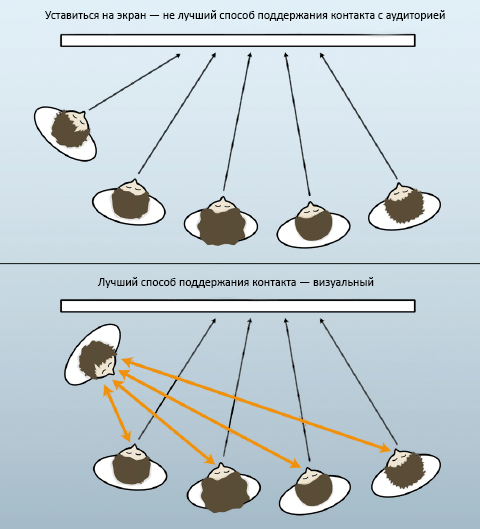 Уставиться на экран — не лучший способ поддержания контакта с аудиторией
Лучший способ поддержания контакта — визуальный